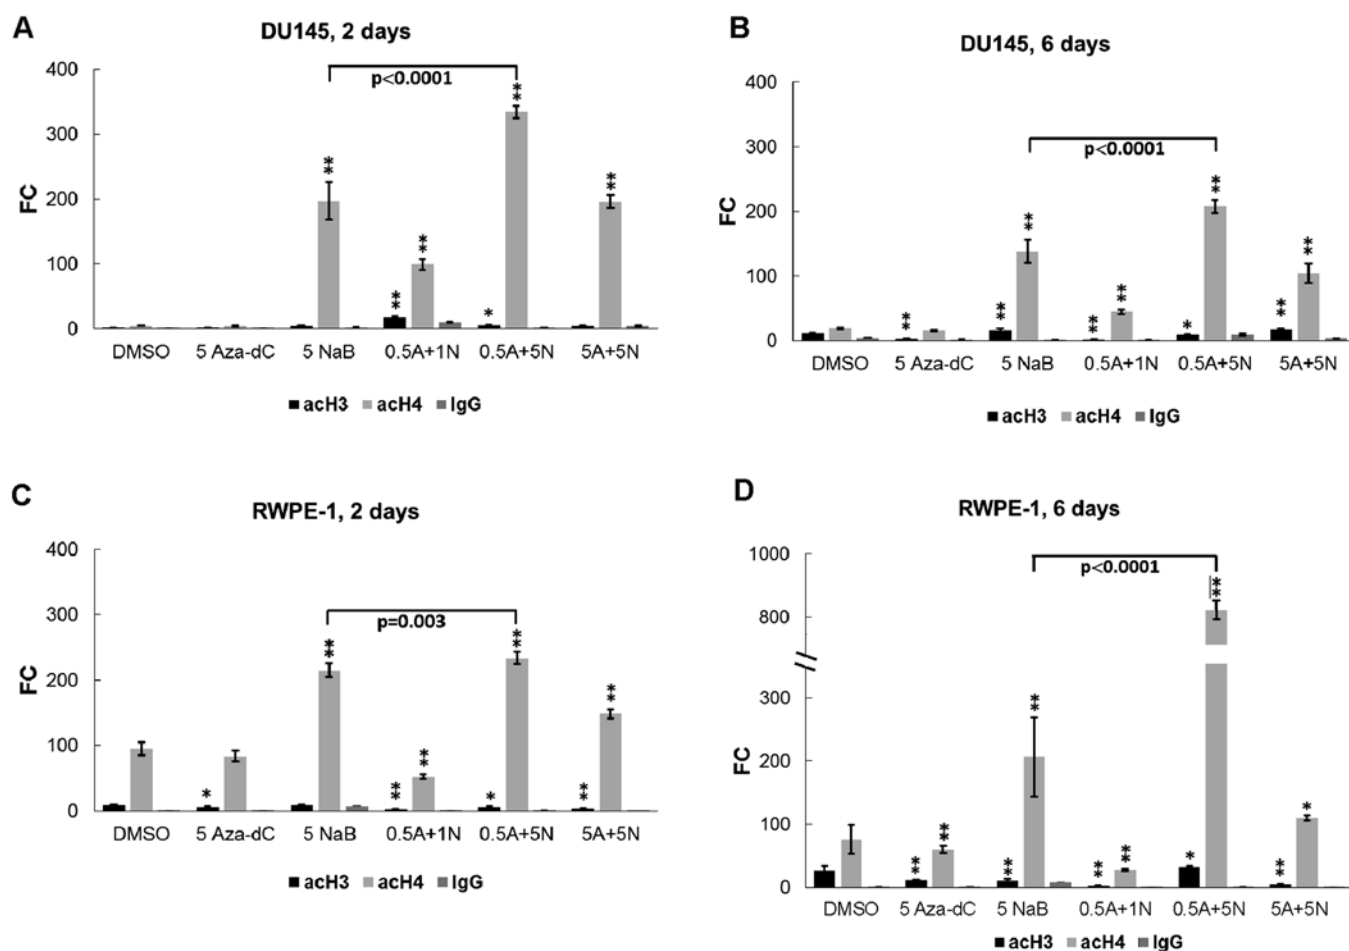 A
DU145, 2 days
400
300
200
100
0
FC
p<0.0001
**
**
**
*
**
**
DMSO 5 Aza-dC 5 NaB 0.5A+1N 0.5A+5N 5A+5N
acH3 acH4 IgG
B
DU145, 6 days
400
300
200
100
0
FC
p<0.0001
**
**
**
**
**
*
**
**
**
DMSO 5 Aza-dC 5 NaB 0.5A+1N 0.5A+5N 5A+5N
acH3 acH4 IgG
C
RWPE-1, 2 days
400
300
200
100
0
FC
p=0.003
*
**
**
**
*
**
**
**
DMSO 5 Aza-dC 5 NaB 0.5A+1N 0.5A+5N 5A+5N
acH3 acH4 IgG
D
RWPE-1, 6 days
1000
800
300
200
100
0
FC
p<0.0001
**
**
**
**
**
**
*
**
**
*
DMSO 5 Aza-dC 5 NaB 0.5A+1N 0.5A+5N 5A+5N
acH3 acH4 IgG